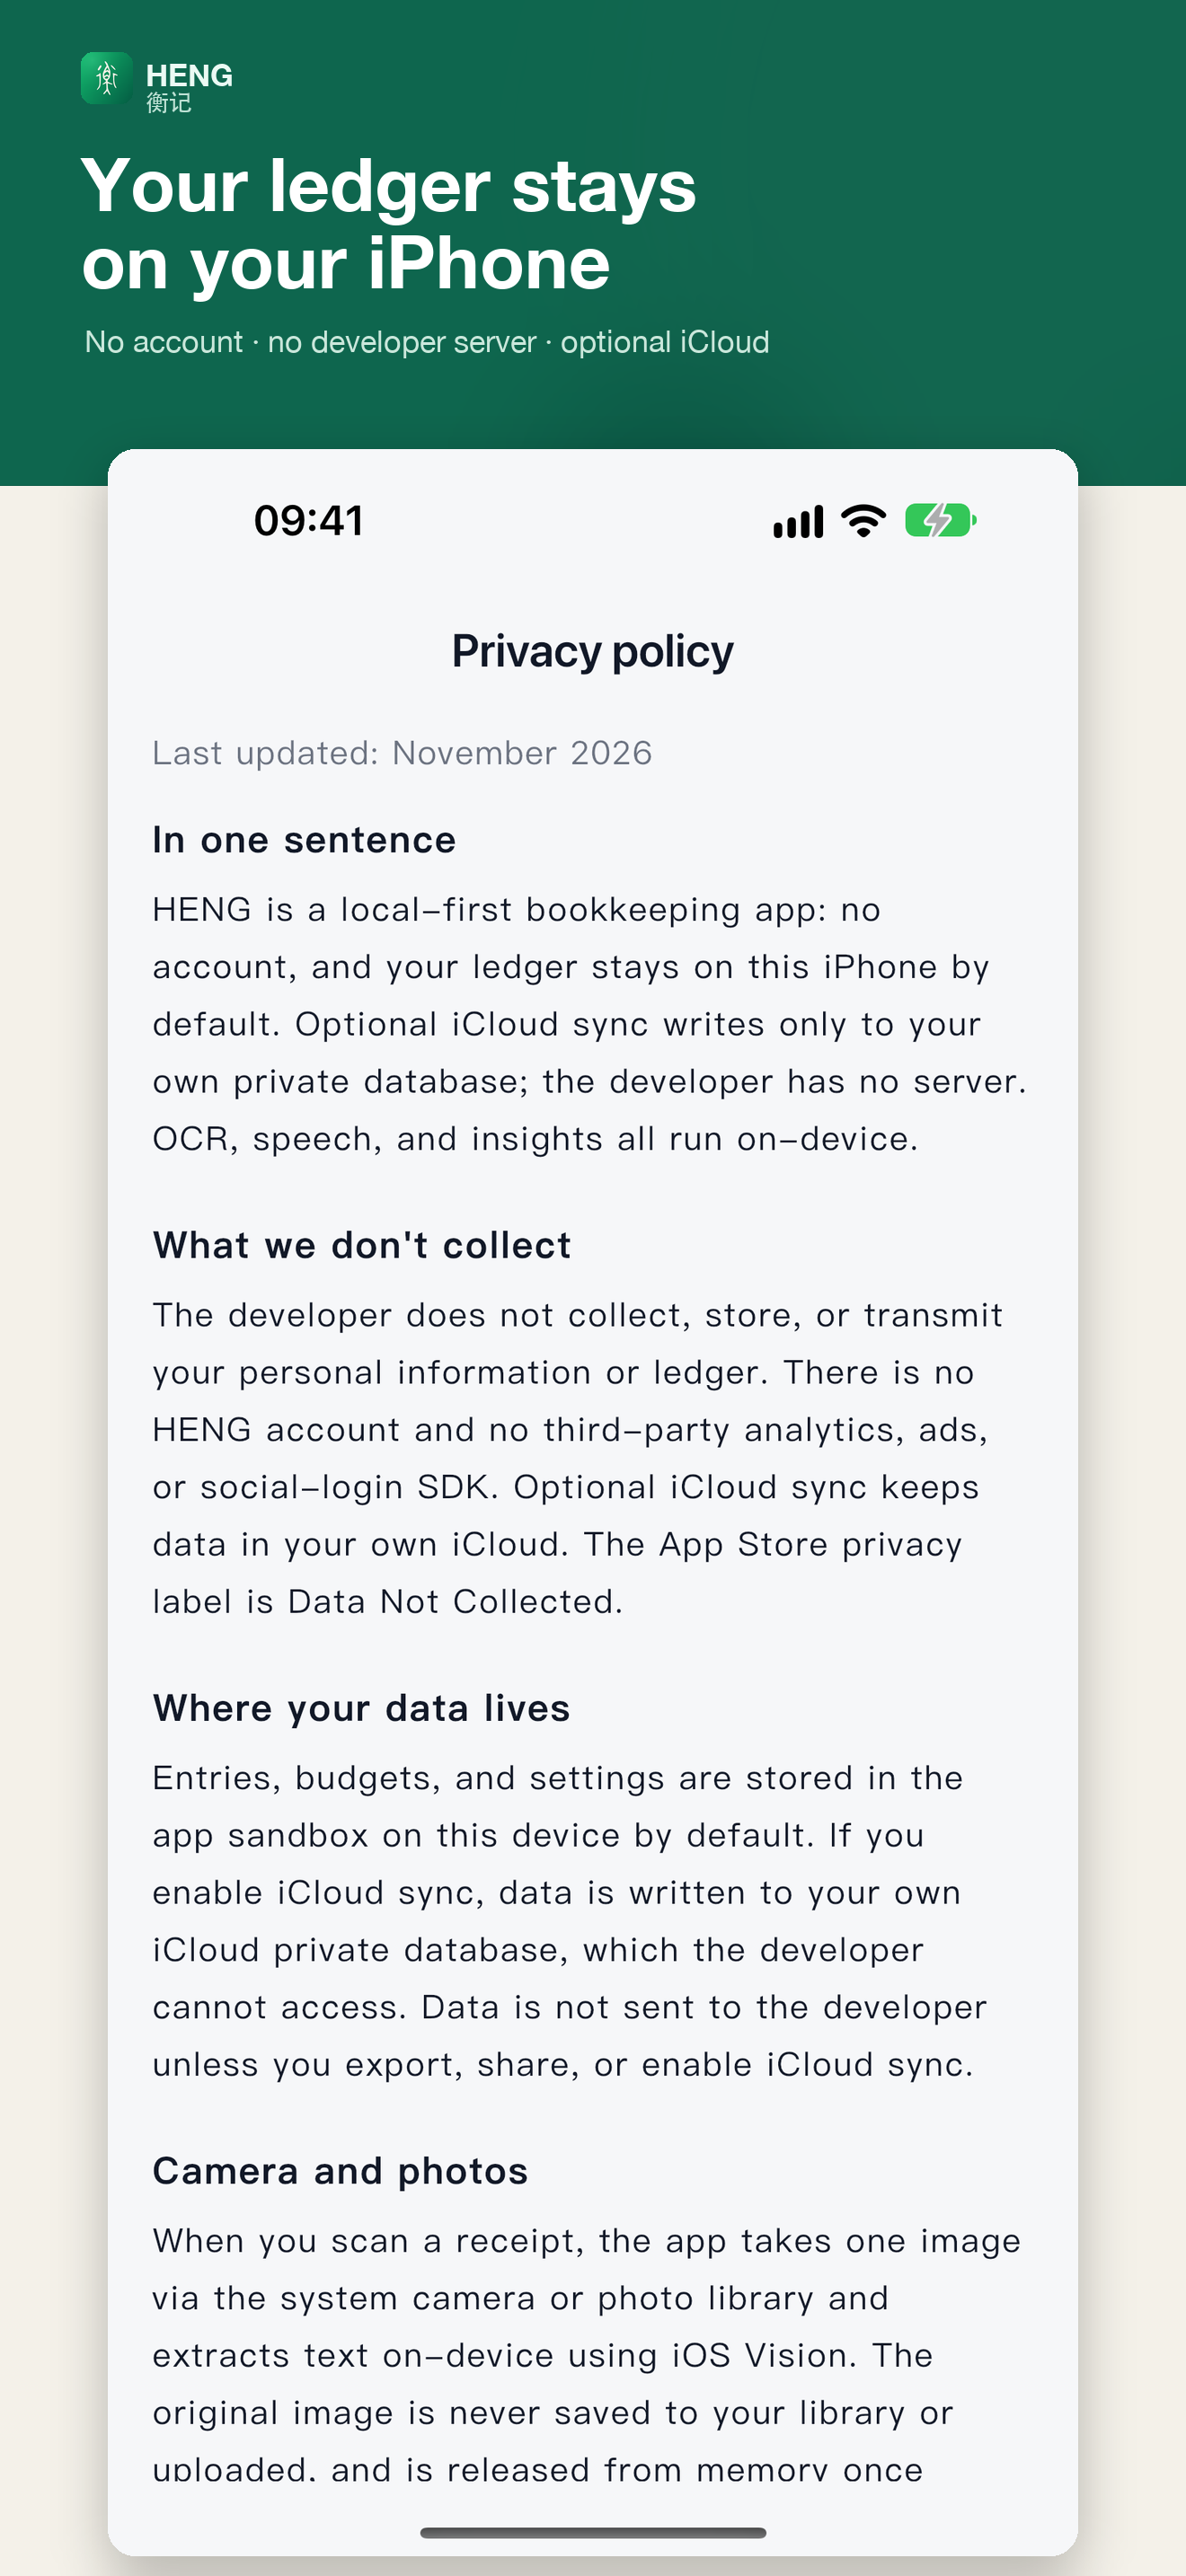 衡
HENG
衡记
Your ledger stays
on your iPhone
No account · no developer server · optional iCloud
09:41
Privacy policy
Last updated: November 2026
In one sentence
HENG is a local-first bookkeeping app: no
account, and your ledger stays on this iPhone by
default. Optional iCloud sync writes only to your
own private database; the developer has no server.
OCR, speech, and insights all run on-device.
What we don't collect
The developer does not collect, store, or transmit
your personal information or ledger. There is no
HENG account and no third-party analytics, ads,
or social-login SDK. Optional iCloud sync keeps
data in your own iCloud. The App Store privacy
label is Data Not Collected.
Where your data lives
Entries, budgets, and settings are stored in the
app sandbox on this device by default. If you
enable iCloud sync, data is written to your own
iCloud private database, which the developer
cannot access. Data is not sent to the developer
unless you export, share, or enable iCloud sync.
Camera and photos
When you scan a receipt, the app takes one image
via the system camera or photo library and
extracts text on-device using iOS Vision. The
original image is never saved to your library or
uploaded, and is released from memory once